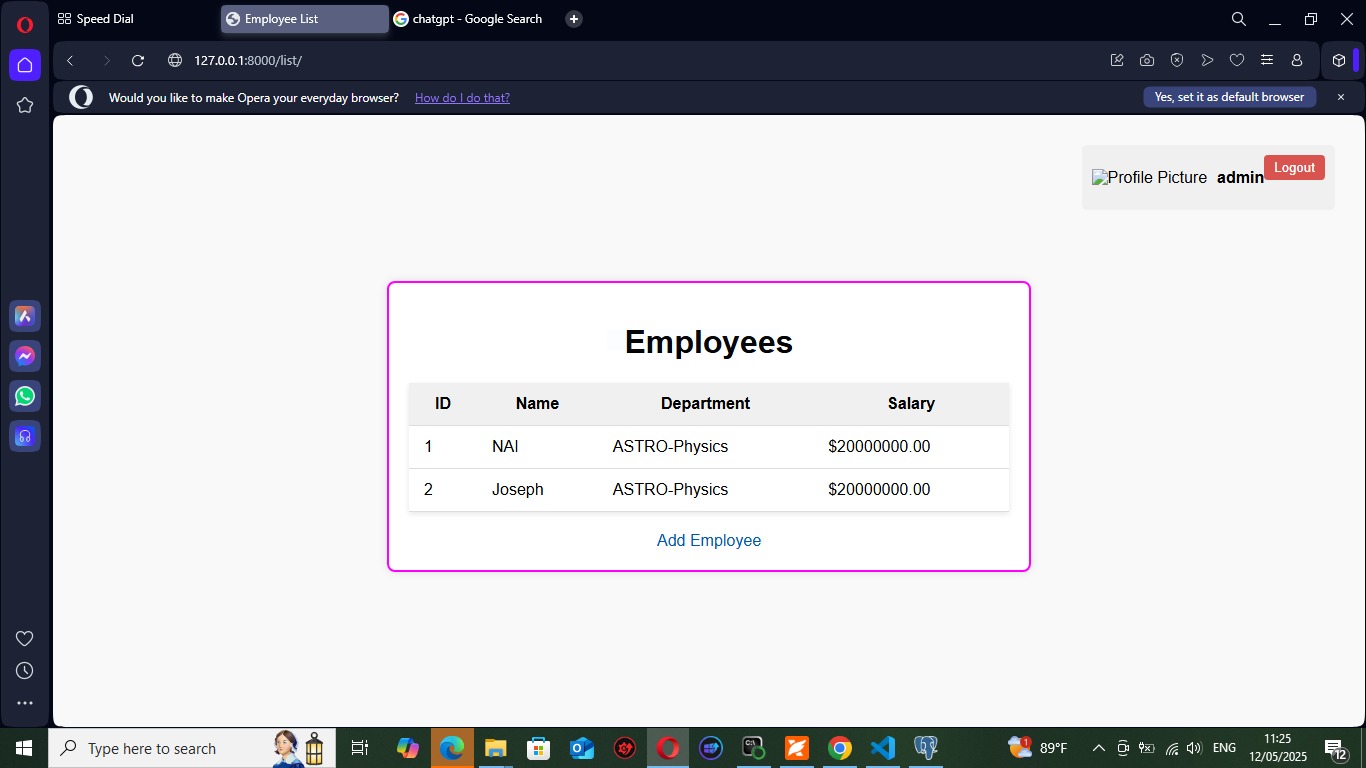 Speed Dial
Employee List
chatgpt - Google Search
127.0.0.1:8000/list/
Would you like to make Opera your everyday browser? How do I do that?
Yes, set it as default browser
Profile Picture admin
Logout
Employees
ID Name Department Salary
1 NAI ASTRO-Physics $20000000.00
2 Joseph ASTRO-Physics $20000000.00
Add Employee
Type here to search
1
89°F
ENG
11:25
12/05/2025
12